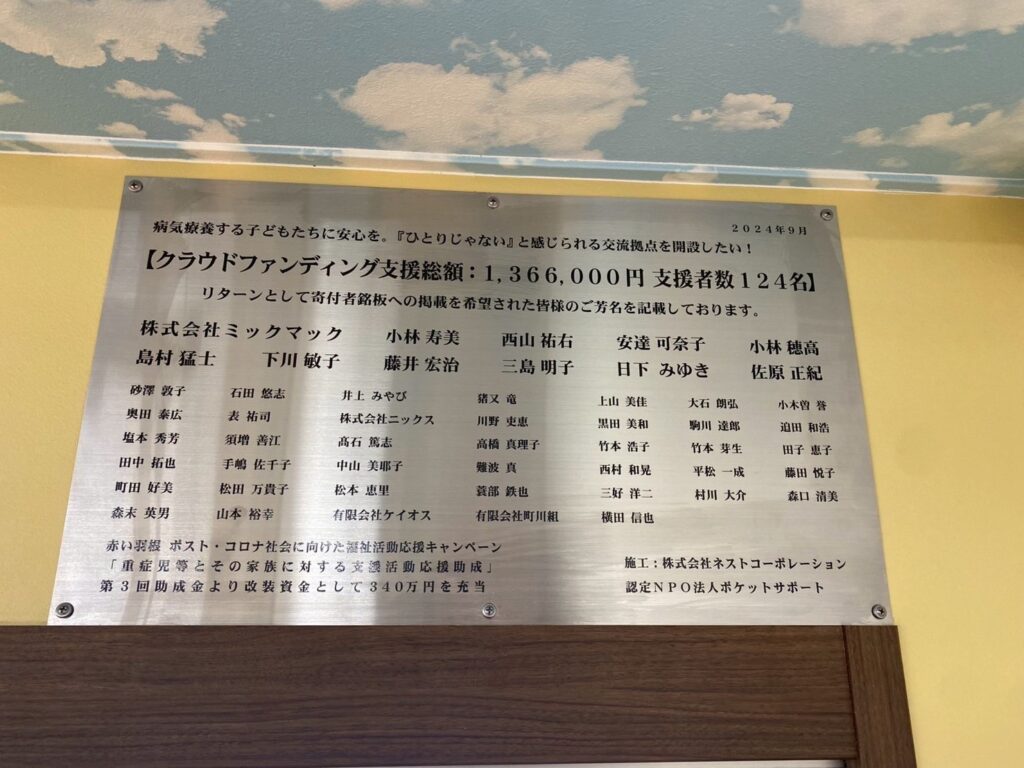 2024年9月
病気療養する子どもたちに安心を。『ひとりじゃない』と感じられる交流拠点を開設したい！
【クラウドファンディング支援総額：1,366,000円 支援者数124名】
リターンとして寄付者銘板への掲載を希望された皆様のご芳名を記載しております。
株式会社ミックマック 小林 寿美 西山 祐右 安達 可奈子 小林 穂高
島村 猛士 下川 敏子 藤井 宏治 三島 明子 日下 みゆき 佐原 正紀
砂澤 敦子 石田 悠志 井上 みやび 猪又 竜 上山 美佳 大石 朗弘 小木曽 誉
奥田 泰広 表 祐司 株式会社ニックス 川野 吏恵 黒田 美和 駒川 達郎 迫田 和浩
塩本 秀芳 須増 善江 髙石 篤志 高橋 真理子 竹本 浩子 竹本 芽生 田子 恵子
田中 拓也 手嶋 佐千子 中山 美耶子 難波 真 西村 和晃 平松 一成 藤田 悦子
町田 好美 松田 万貴子 松本 恵里 蓑部 鉄也 三好 洋二 村川 大介 森口 清美
森末 英男 山本 裕幸 有限会社ケイオス 有限会社町川組 横田 信也
赤い羽根 ポスト・コロナ社会に向けた福祉活動応援キャンペーン
「重症児等とその家族に対する支援活動応援助成」
第3回助成金より改装資金として340万円を充当
施工：株式会社ネストコーポレーション
認定NPO法人ポケットサポート